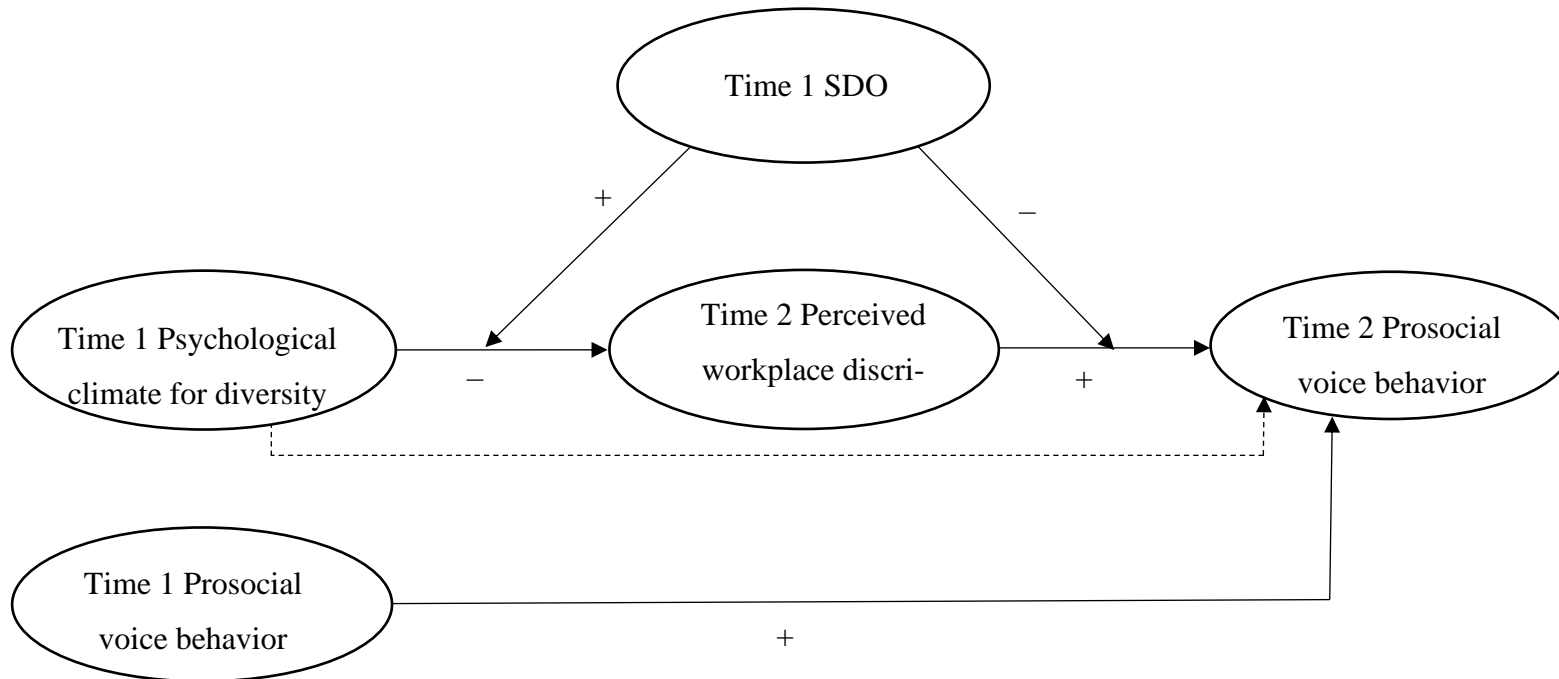 Time 1 SDO
+
–
Time 1 Psychological
climate for diversity
–
Time 2 Perceived
workplace discri-
+
Time 2 Prosocial
voice behavior
Time 1 Prosocial
voice behavior
+